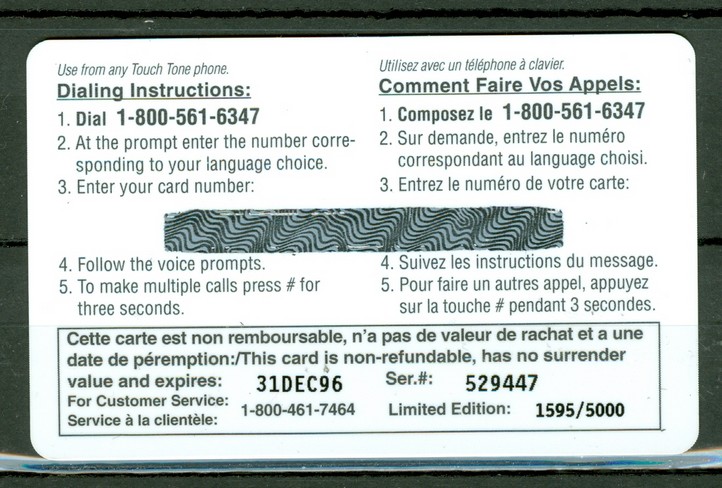 Use from any Touch Tone phone.
Dialing Instructions:
1. Dial 1-800-561-6347
2. At the prompt enter the number corre-
sponding to your language choice.
3. Enter your card number:
Utilisez avec un téléphone à clavier.
Comment Faire Vos Appels:
1. Composez le 1-800-561-6347
2. Sur demande, entrez le numéro
correspondant au language choisi.
3. Entrez le numéro de votre carte:
4. Follow the voice prompts.
5. To make multiple calls press # for
three seconds.
4. Suivez les instructions du message.
5. Pour faire un autres appel, appuyez
sur la touche # pendant 3 secondes.
Cette carte est non remboursable, n'a pas de valeur de rachat et a une
date de péremption:/This card is non-refundable, has no surrender
value and expires: 31DEC96 Ser.#: 529447
For Customer Service:
Service à la clientèle: 1-800-461-7464 Limited Edition: 1595/5000